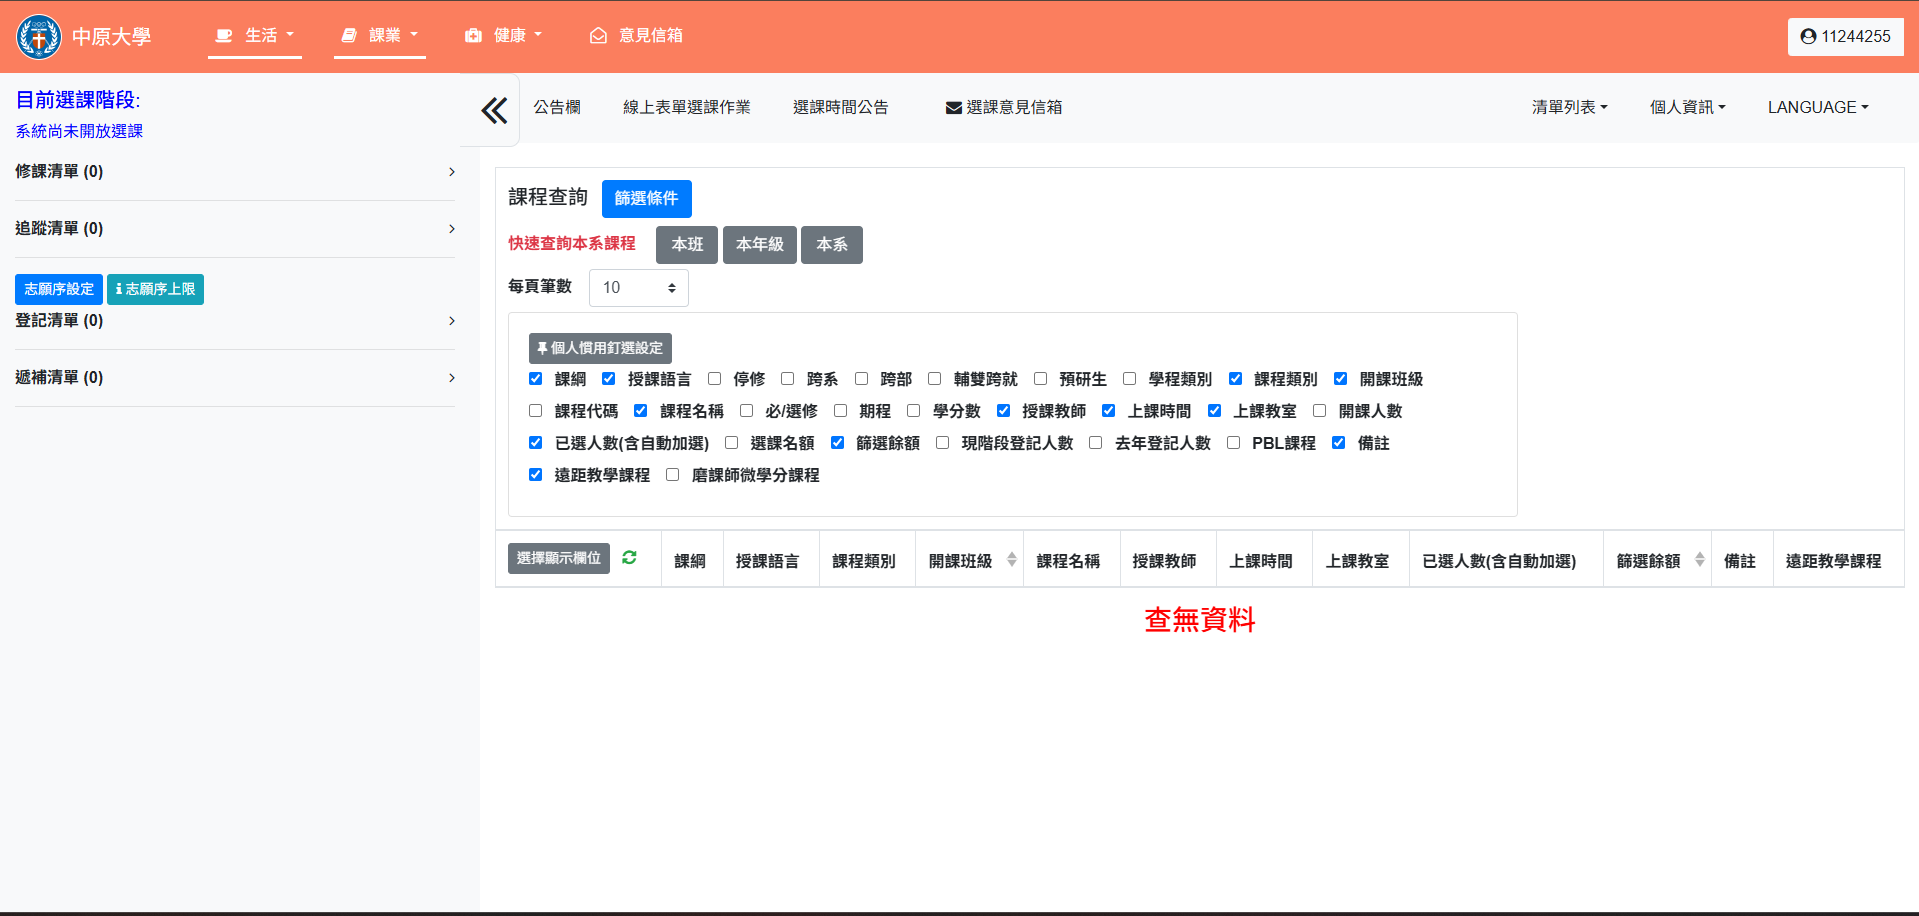 中原大學 生活 課業 健康 意見信箱 11244255
目前選課階段:
系統尚未開放選課
修課清單 (0)
追蹤清單 (0)
志願序設定 志願序上限
登記清單 (0)
遞補清單 (0)
公告欄 線上表單選課作業 選課時間公告 選課意見信箱 清單列表 個人資訊 LANGUAGE
課程查詢 篩選條件
快速查詢本系課程 本班 本年級 本系
每頁筆數 10
個人慣用釘選設定
課綱 授課語言 停修 跨系 跨部 輔雙跨就 預研生 學程類別 課程類別 開課班級
課程代碼 課程名稱 必/選修 期程 學分數 授課教師 上課時間 上課教室 開課人數
已選人數(含自動加選) 選課名額 篩選餘額 現階段登記人數 去年登記人數 PBL課程 備註
遠距教學課程 磨課師微學分課程
選擇顯示欄位 課綱 授課語言 課程類別 開課班級 課程名稱 授課教師 上課時間 上課教室 已選人數(含自動加選) 篩選餘額 備註 遠距教學課程
查無資料